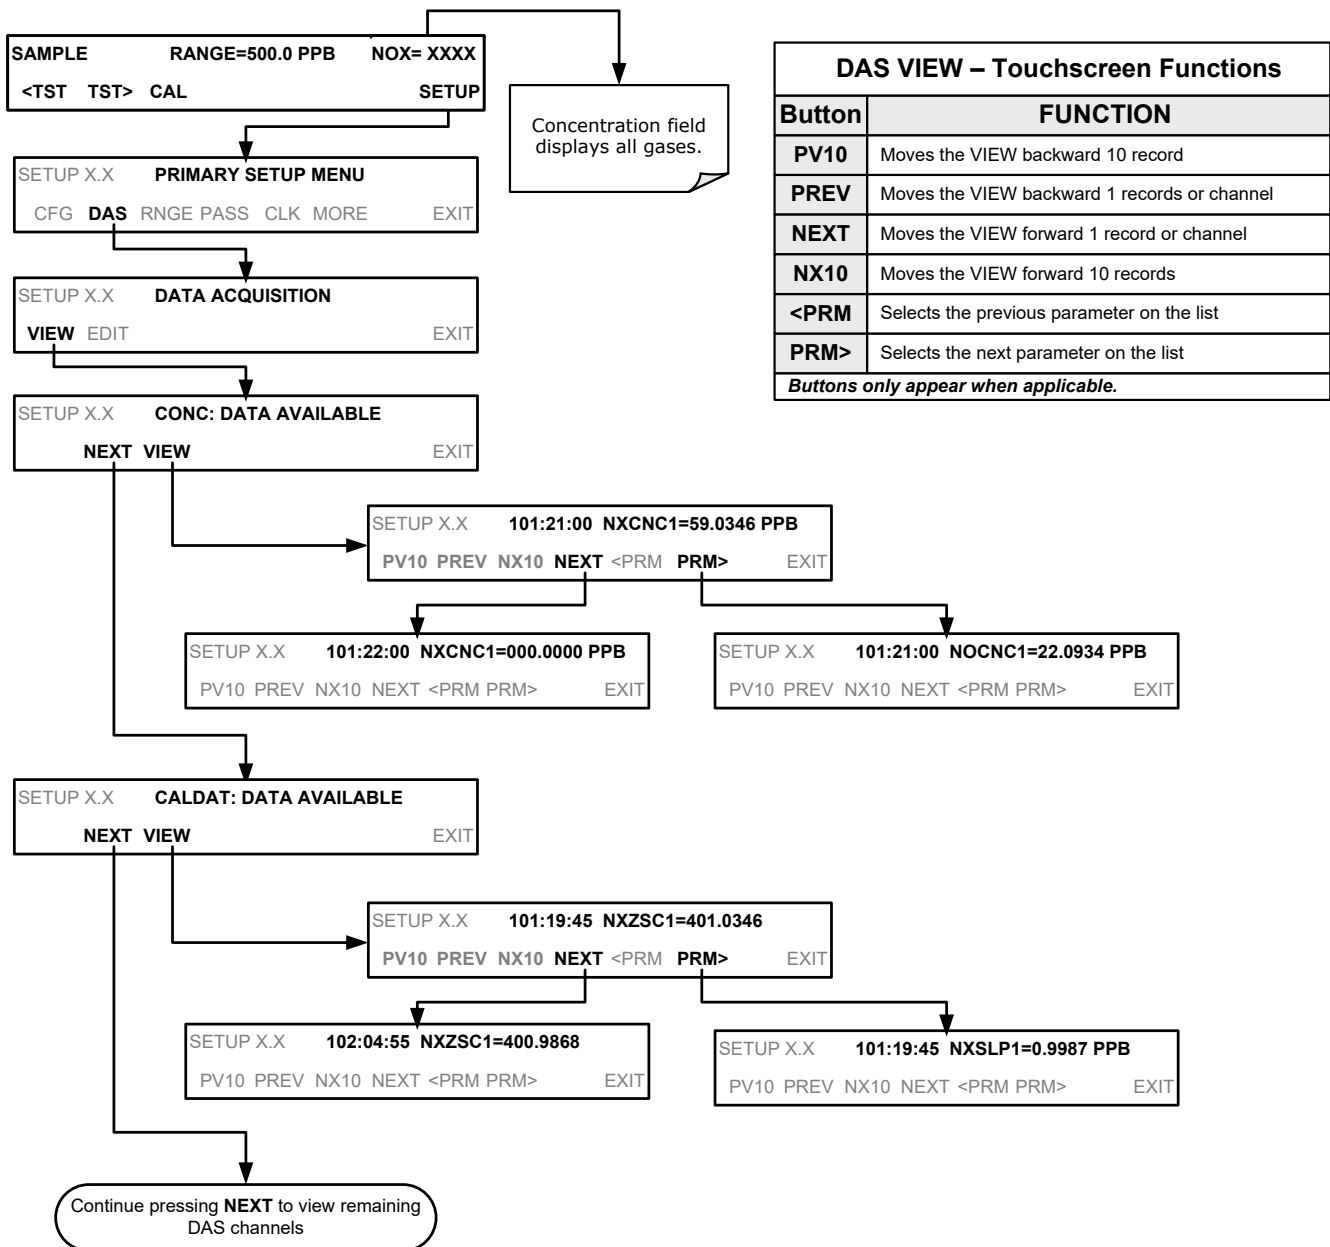 SAMPLE RANGE=500.0 PPB NOX= XXXX
<TST TST> CAL SETUP
Concentration field
displays all gases.
DAS VIEW – Touchscreen Functions
Button FUNCTION
PV10 Moves the VIEW backward 10 record
PREV Moves the VIEW backward 1 records or channel
NEXT Moves the VIEW forward 1 record or channel
NX10 Moves the VIEW forward 10 records
<PRM Selects the previous parameter on the list
PRM> Selects the next parameter on the list
Buttons only appear when applicable.
SETUP X.X PRIMARY SETUP MENU
CFG DAS RNGE PASS CLK MORE EXIT
SETUP X.X DATA ACQUISITION
VIEW EDIT EXIT
SETUP X.X CONC: DATA AVAILABLE
NEXT VIEW EXIT
SETUP X.X 101:21:00 NXCNC1=59.0346 PPB
PV10 PREV NX10 NEXT <PRM PRM> EXIT
SETUP X.X 101:22:00 NXCNC1=000.0000 PPB
PV10 PREV NX10 NEXT <PRM PRM> EXIT
SETUP X.X 101:21:00 NOCNC1=22.0934 PPB
PV10 PREV NX10 NEXT <PRM PRM> EXIT
SETUP X.X CALDAT: DATA AVAILABLE
NEXT VIEW EXIT
SETUP X.X 101:19:45 NXZSC1=401.0346
PV10 PREV NX10 NEXT <PRM PRM> EXIT
SETUP X.X 102:04:55 NXZSC1=400.9868
PV10 PREV NX10 NEXT <PRM PRM> EXIT
SETUP X.X 101:19:45 NXSLP1=0.9987 PPB
PV10 PREV NX10 NEXT <PRM PRM> EXIT
Continue pressing NEXT to view remaining
DAS channels